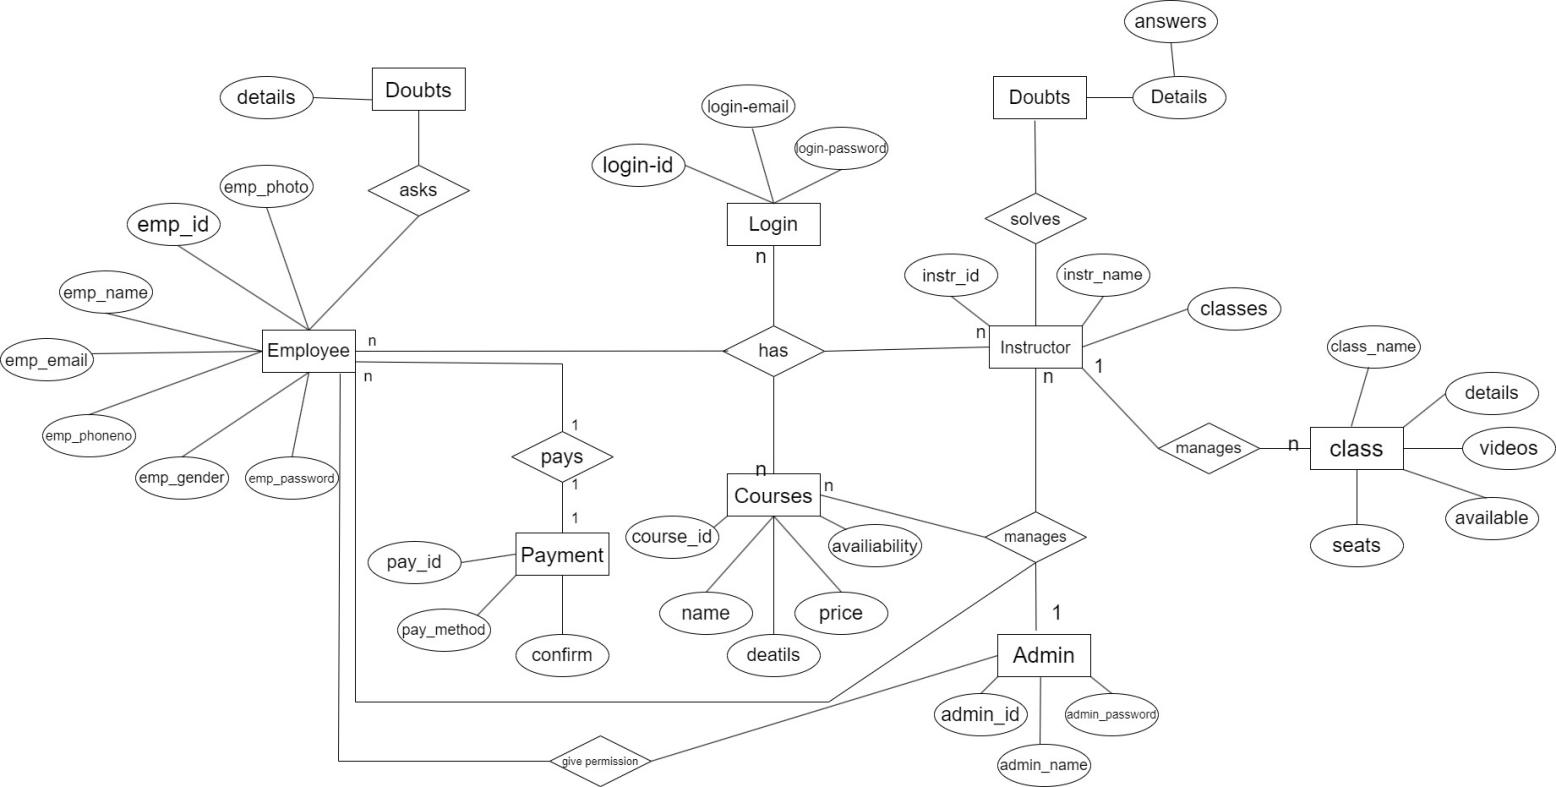 answers
Doubts
details
Doubts
Details
login-email
login-password
login-id
emp_photo
asks
emp_id
Login
solves
n
instr_id
instr_name
emp_name
classes
n
Employee
n
has
Instructor
class_name
emp_email
n
n
1
details
1
emp_phoneno
manages
n
class
videos
pays
emp_gender
emp_password
1
n
Courses
n
1
available
course_id
availiability
manages
seats
Payment
pay_id
name
price
1
pay_method
confirm
deatils
Admin
admin_id
admin_password
give permission
admin_name